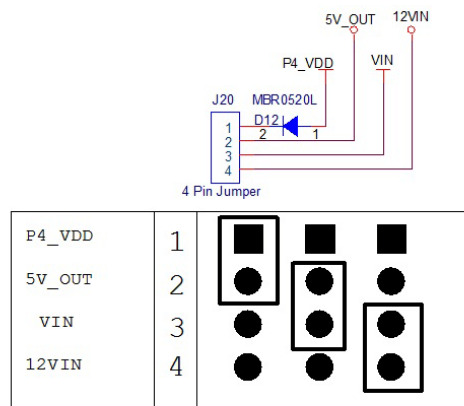 5V_OUT 12VIN
P4_VDD VIN
J20 MBR0520L
D12
1 2 1
2
3
4
4 Pin Jumper
P4_VDD 1
5V_OUT 2
VIN 3
12VIN 4